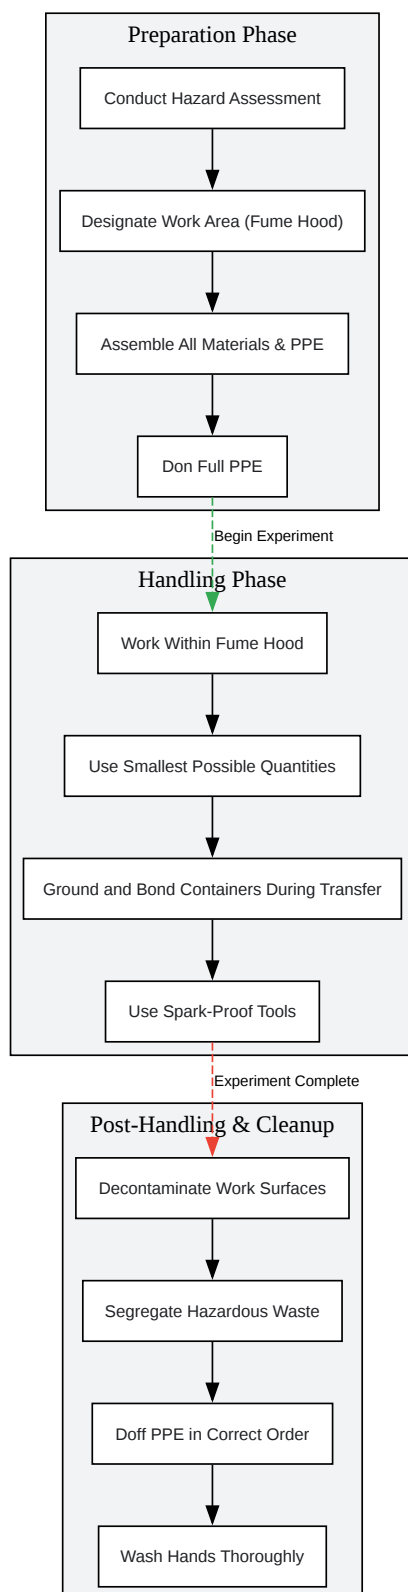 Preparation Phase
Conduct Hazard Assessment
Designate Work Area (Fume Hood)
Assemble All Materials & PPE
Don Full PPE
Begin Experiment
Handling Phase
Work Within Fume Hood
Use Smallest Possible Quantities
Ground and Bond Containers During Transfer
Use Spark-Proof Tools
Experiment Complete
Post-Handling & Cleanup
Decontaminate Work Surfaces
Segregate Hazardous Waste
Doff PPE in Correct Order
Wash Hands Thoroughly